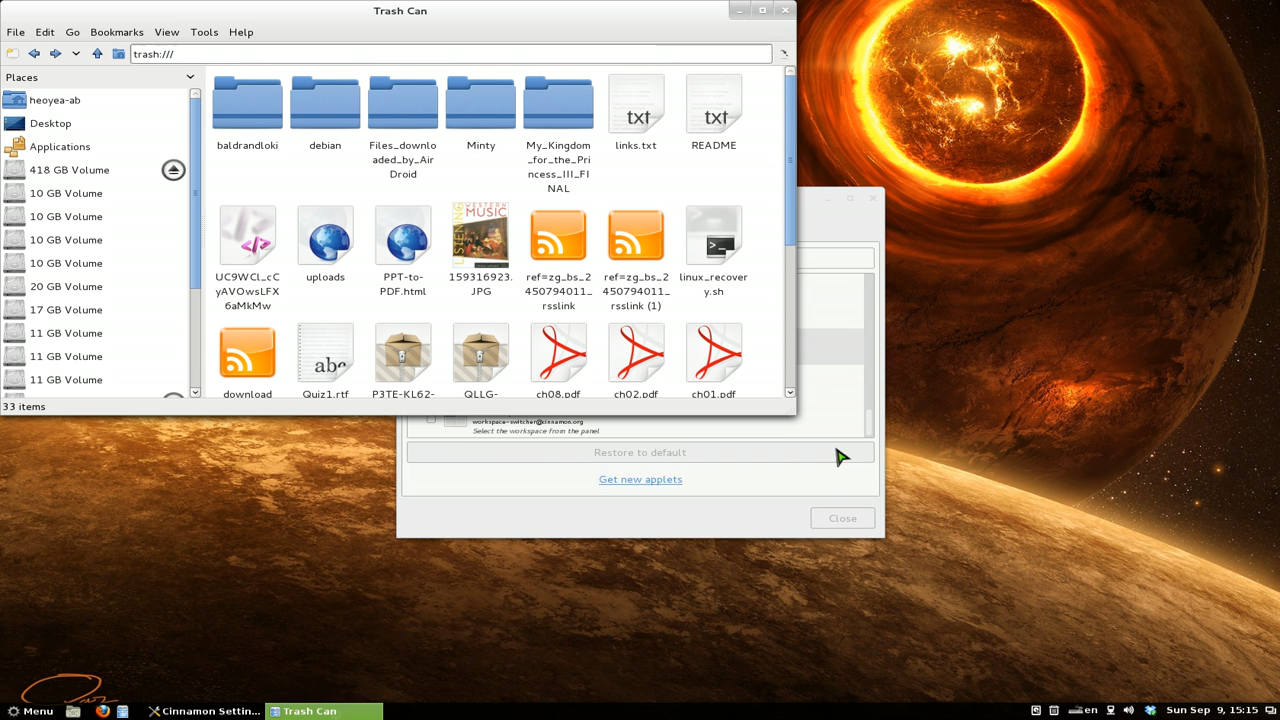 Trash Can
File Edit Go Bookmarks View Tools Help
trash:///
Places
heoyea-ab
Desktop
Applications
418 GB Volume
10 GB Volume
10 GB Volume
10 GB Volume
10 GB Volume
20 GB Volume
17 GB Volume
11 GB Volume
11 GB Volume
11 GB Volume
33 items
txt
txt
baldrandloki
debian
Files_downlo
aded_by_Air
Droid
Minty
My_Kingdom
_for_the_Pri
ncess_III_FI
NAL
links.txt
README
LISTENING
WESTERN
MUSIC
UC9WCl_cC
yAVOwsLFX
6aMkMw
uploads
PPT-to-
PDF.html
159316923.
JPG
ref=zg_bs_2
450794011_
rsslink
ref=zg_bs_2
450794011_
rsslink (1)
linux_recover
y.sh
abc
download
Quiz1.rtf
P3TE-KL62-
QLLG-
ch08.pdf
ch02.pdf
ch01.pdf
workspace-switcher@cinnamon.org
Select the workspace from the panel
Restore to default
Get new applets
Close
Menu
Cinnamon Settin...
Trash Can
en
Sun Sep 9, 15:15